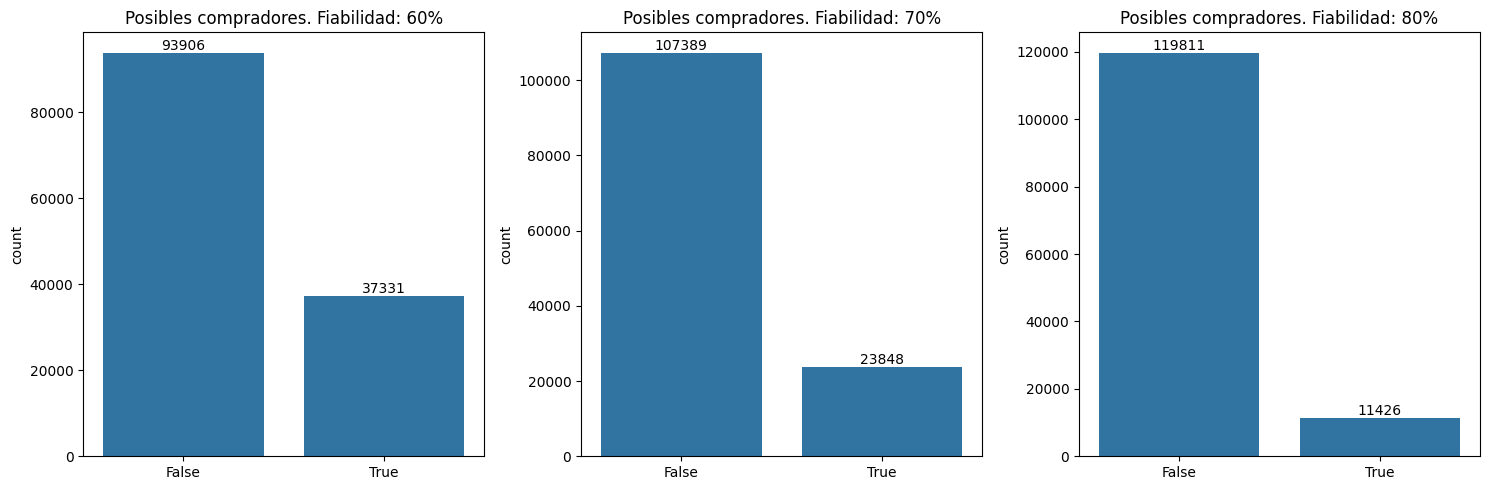 Posibles compradores. Fiabilidad: 60%
93906
37331
80000
60000
40000
20000
0
count
False
True
Posibles compradores. Fiabilidad: 70%
107389
23848
100000
80000
60000
40000
20000
0
count
False
True
Posibles compradores. Fiabilidad: 80%
119811
11426
120000
100000
80000
60000
40000
20000
0
count
False
True